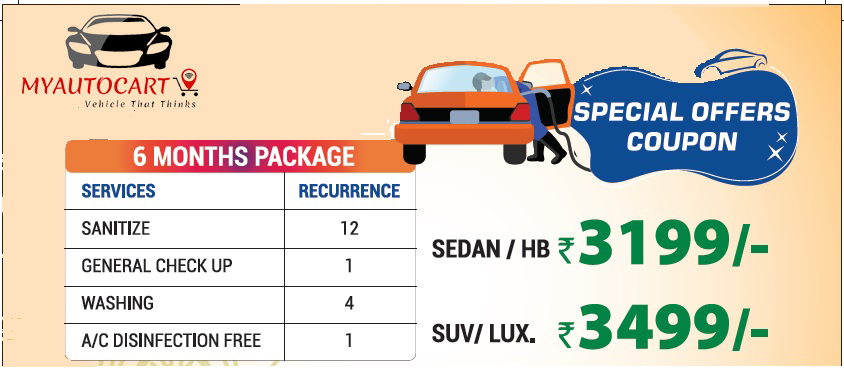 MYAUTOCART
Vehicle That Thinks
SPECIAL OFFERS
COUPON
6 MONTHS PACKAGE
SERVICES RECURRENCE
SANITIZE 12
GENERAL CHECK UP 1
WASHING 4
A/C DISINFECTION FREE 1
SEDAN / HB ₹3199/-
SUV/ LUX. ₹3499/-